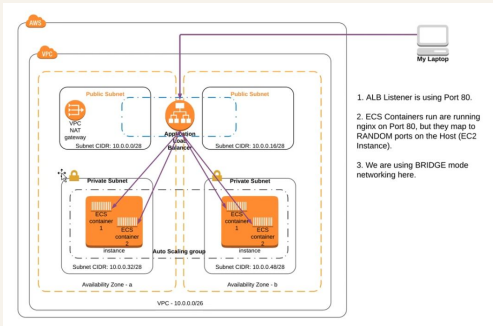 AWS
VPC
My Laptop
Public Subnet
Public Subnet
VPC
NAT
gateway
Application
Load
Balancer
Subnet CIDR: 10.0.0.0/28
Subnet CIDR: 10.0.0.16/28
Private Subnet
Private Subnet
ECS
container
1
ECS
container
2
ECS
container
1
ECS
container
2
instance
Auto Scaling group
instance
Subnet CIDR: 10.0.0.32/28
Subnet CIDR: 10.0.0.48/28
Availability Zone - a
Availability Zone - b
VPC - 10.0.0.0/26
1. ALB Listener is using Port 80.
2. ECS Containers run are running
nginx on Port 80, but they map to
RANDOM ports on the Host (EC2
Instance).
3. We are using BRIDGE mode
networking here.